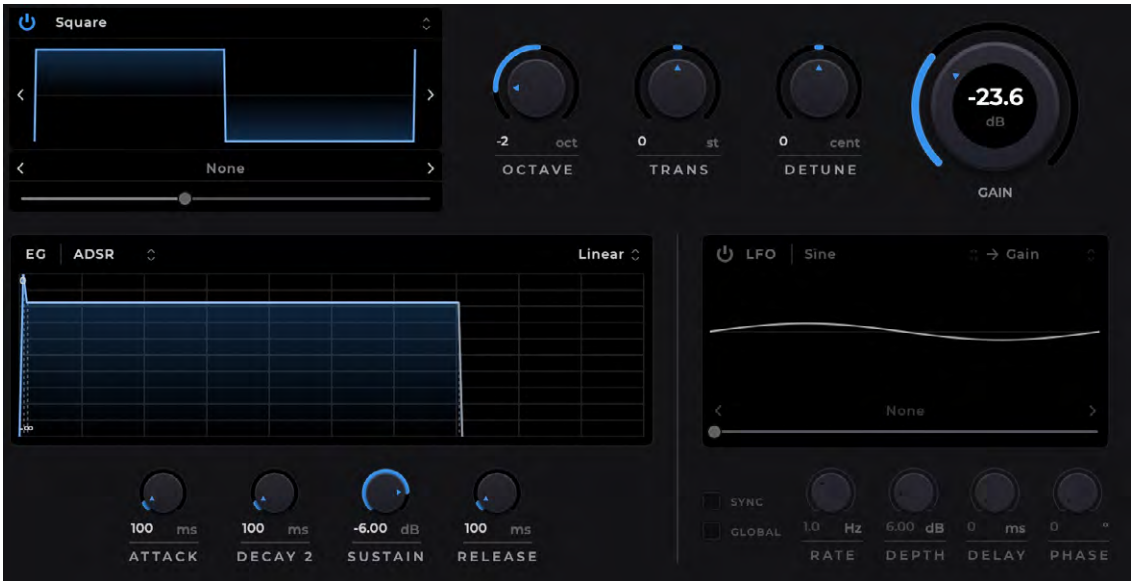 Square
None
-2 oct
OCTAVE
0 st
TRANS
0 cent
DETUNE
-23.6
dB
GAIN
EG ADSR Linear
0
-∞
100 ms
ATTACK
100 ms
DECAY 2
-6.00 dB
SUSTAIN
100 ms
RELEASE
LFO Sine → Gain
None
SYNC
GLOBAL
1.0 Hz
RATE
6.00 dB
DEPTH
0 ms
DELAY
0 °
PHASE